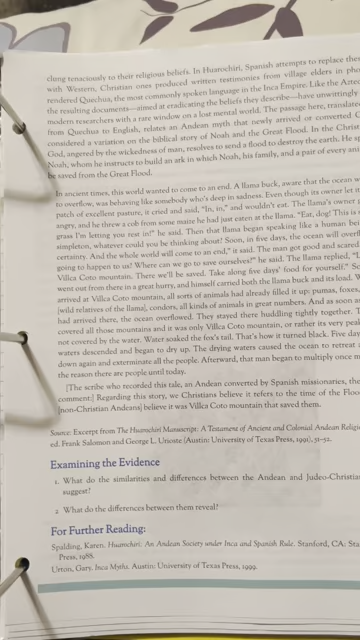 clung tenaciously to their religious beliefs. In Huarochirí, Spanish attempts to replace
with Western, Christian ones produced written testimonies from village elders in
rendered Quechua, the most commonly spoken language in the Inca Empire. Like the
the resulting documents—aimed at eradicating the beliefs they describe—have unwittingly
modern researchers with a rare window on a lost mental world. The passage here,
from Quechua to English, relates an Andean myth that newly arrived or converted
considered a variation on the biblical story of Noah and the Great Flood. In the
God, angered by the wickedness of man, resolves to send a flood to destroy the earth. He
Noah, whom he instructs to build an ark in which Noah, his family, and a pair of every
be saved from the Great Flood.
In ancient times, this world wanted to come to an end. A llama buck, aware that the ocean
to overflow, was behaving like somebody who's deep in sadness. Even though its owner let
patch of excellent pasture, it cried and said, "In, in," and wouldn't eat. The llama's owner
angry, and he threw a cob from some maize he had just eaten at the llama. "Eat, dog! This is
grass I'm letting you rest in!" he said. Then that llama began speaking like a human
simpleton, whatever could you be thinking about? Soon, in five days, the ocean will
certainty. And the whole world will come to an end," it said. The man got good and scared.
going to happen to us? Where can we go to save ourselves?" he said. The llama replied,
Villca Coto mountain. There we'll be saved. Take along five days' food for yourself."
went out from there in a great hurry, and himself carried both the llama buck and its load.
arrived at Villca Coto mountain, all sorts of animals had already filled it up: pumas, foxes,
[wild relatives of the llama], condors, all kinds of animals in great numbers. And as soon
had arrived there, the ocean overflowed. They stayed there huddling tightly together.
covered all those mountains and it was only Villca Coto mountain, or rather its very
not covered by the water. Water soaked the fox's tail. That's how it turned black. Five
waters descended and began to dry up. The drying waters caused the ocean to retreat
down again and exterminate all the people. Afterward, that man began to multiply once
the reason there are people until today.
[The scribe who recorded this tale, an Andean converted by Spanish missionaries,
comment:] Regarding this story, we Christians believe it refers to the time of the
[non-Christian Andeans] believe it was Villca Coto mountain that saved them.
Source: Excerpt from The Huarochirí Manuscript: A Testament of Ancient and Colonial Andean
ed. Frank Salomon and George L. Urioste (Austin: University of Texas Press, 1991), 51–52.
Examining the Evidence
1. What do the similarities and differences between the Andean and
suggest?
2. What do the differences between them reveal?
For Further Reading:
Spalding, Karen. Huarochirí: An Andean Society under Inca and Spanish Rule. Stanford, CA:
Press, 1988.
Urton, Gary. Inca Myths. Austin: University of Texas Press, 1999.